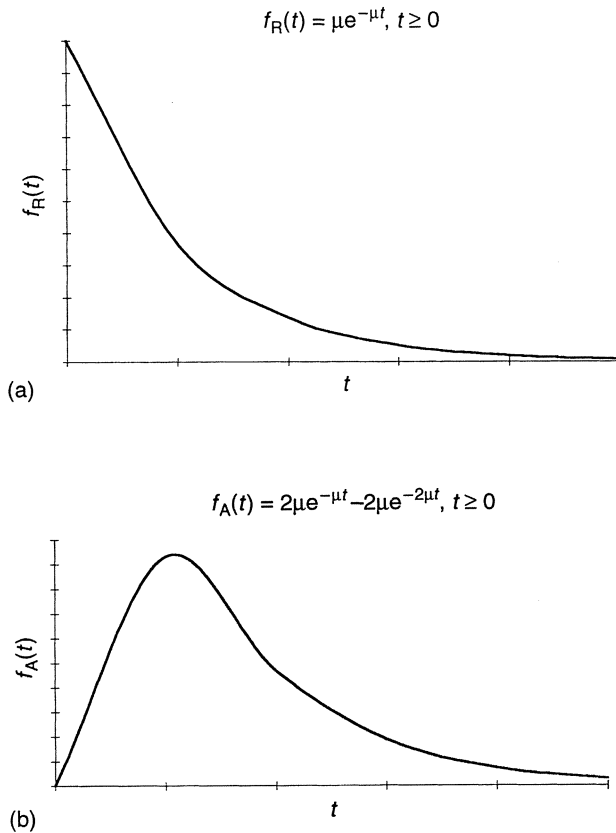 f_R(t) = μe^{−μt}, t ≥ 0
f_R(t)
(a)
t
f_A(t) = 2μe^{−μt}−2μe^{−2μt}, t ≥ 0
f_A(t)
(b)
t